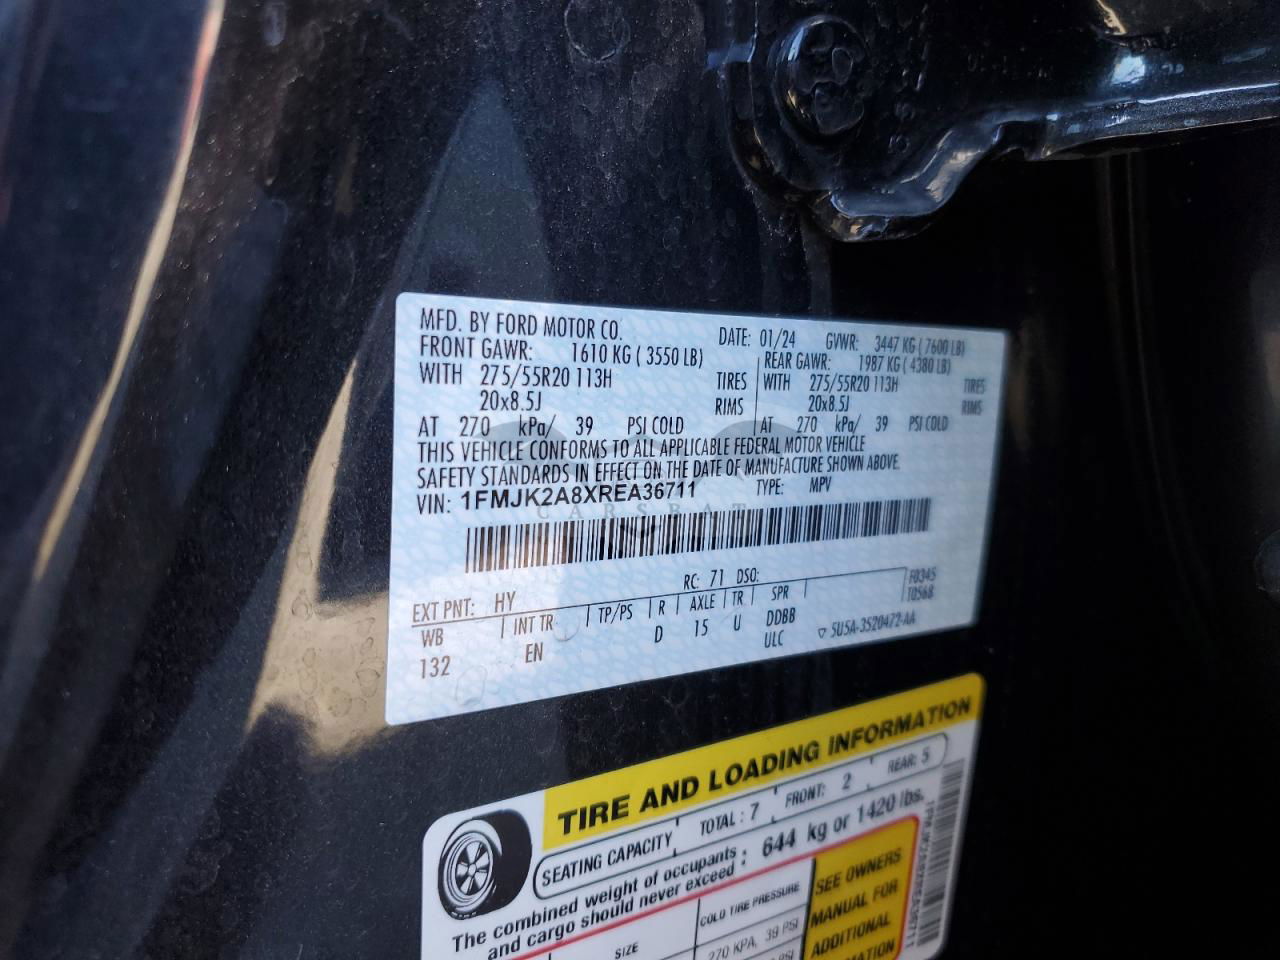 MFD. BY FORD MOTOR CO. DATE: 01/24 GVWR: 3447 KG ( 7600 LB)
FRONT GAWR: 1610 KG ( 3550 LB) REAR GAWR: 1987 KG ( 4380 LB)
WITH 275/55R20 113H TIRES WITH 275/55R20 113H TIRES
20x8.5J RIMS 20x8.5J RIMS
AT 270 kPa/ 39 PSI COLD AT 270 kPa/ 39 PSI COLD
THIS VEHICLE CONFORMS TO ALL APPLICABLE FEDERAL MOTOR VEHICLE
SAFETY STANDARDS IN EFFECT ON THE DATE OF MANUFACTURE SHOWN ABOVE.
VIN: 1FMJK2A8XREA36711 TYPE: MPV
CARSBAT
RC: 71 DSO:
EXT PNT: HY F0345
WB INT TR TP/PS R AXLE TR SPR T0568
132 EN D 15 U DDBB
ULC 5U5A-3520472-AA
TIRE AND LOADING INFORMATION
SEATING CAPACITY TOTAL: 7 FRONT: 2 REAR: 5
The combined weight of occupants : 644 kg or 1420 lbs.
and cargo should never exceed :
SIZE COLD TIRE PRESSURE
270 KPA, 39 PSI
SEE OWNERS
MANUAL FOR
ADDITIONAL